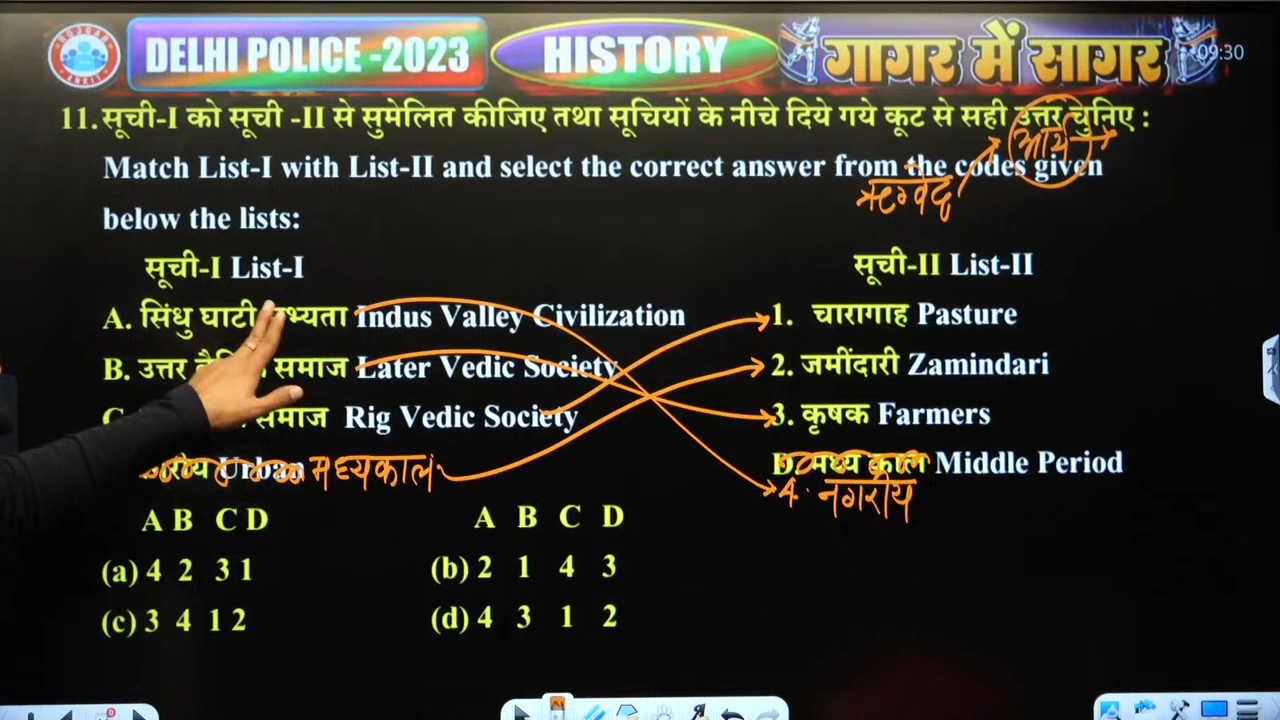 ROJGAR
ANKIT
DELHI POLICE -2023
HISTORY
गागर में सागर
09:30
11. सूची-I को सूची -II से सुमेलित कीजिए तथा सूचियों के नीचे दिये गये कूट से सही उत्तर चुनिए :
आर्य
Match List-I with List-II and select the correct answer from the codes given
ऋग्वेद
below the lists:
सूची-I List-I
सूची-II List-II
A. सिंधु घाटी Indus Valley Civilization
1. चारागाह Pasture
B. उत्तर समाज Later Vedic Society
2. जमींदारी Zamindari
समाज Rig Vedic Society
3. कृषक Farmers
Urban मध्यकाल
D. मध्य काल Middle Period
4. नगरीय
A B C D
A B C D
(a) 4 2 3 1
(b) 2 1 4 3
(c) 3 4 1 2
(d) 4 3 1 2